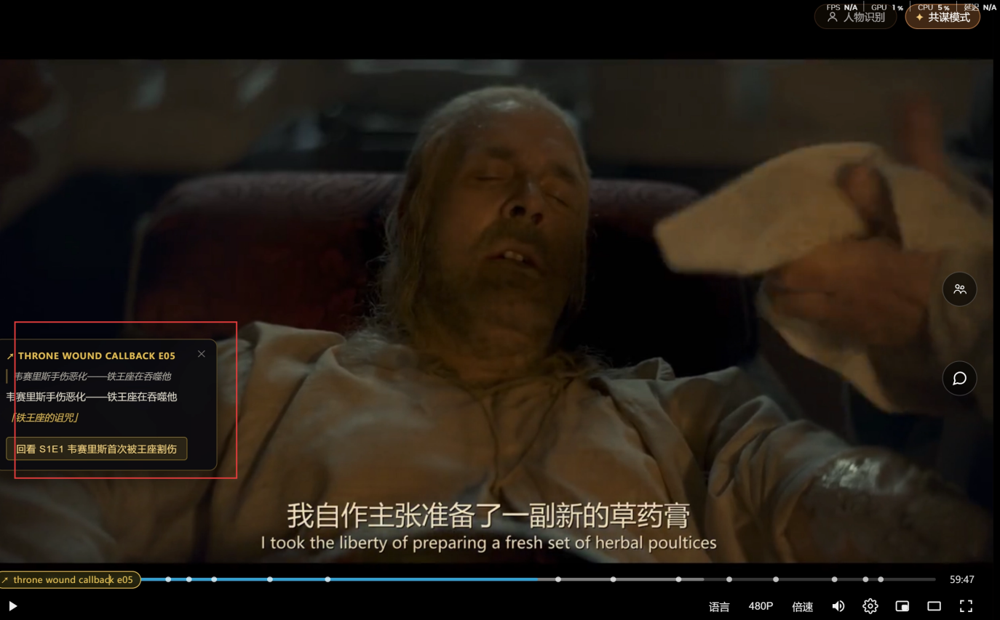 FPS N/A GPU 1% CPU 5% 延迟 N/A
人物识别 共谋模式
THRONE WOUND CALLBACK E05
韦赛里斯手伤恶化——铁王座在吞噬他
韦赛里斯手伤恶化——铁王座在吞噬他
「铁王座的诅咒」
回看 S1E1 韦赛里斯首次被王座割伤
我自作主张准备了一副新的草药膏
I took the liberty of preparing a fresh set of herbal poultices
throne wound callback e05 59:47
语言 480P 倍速